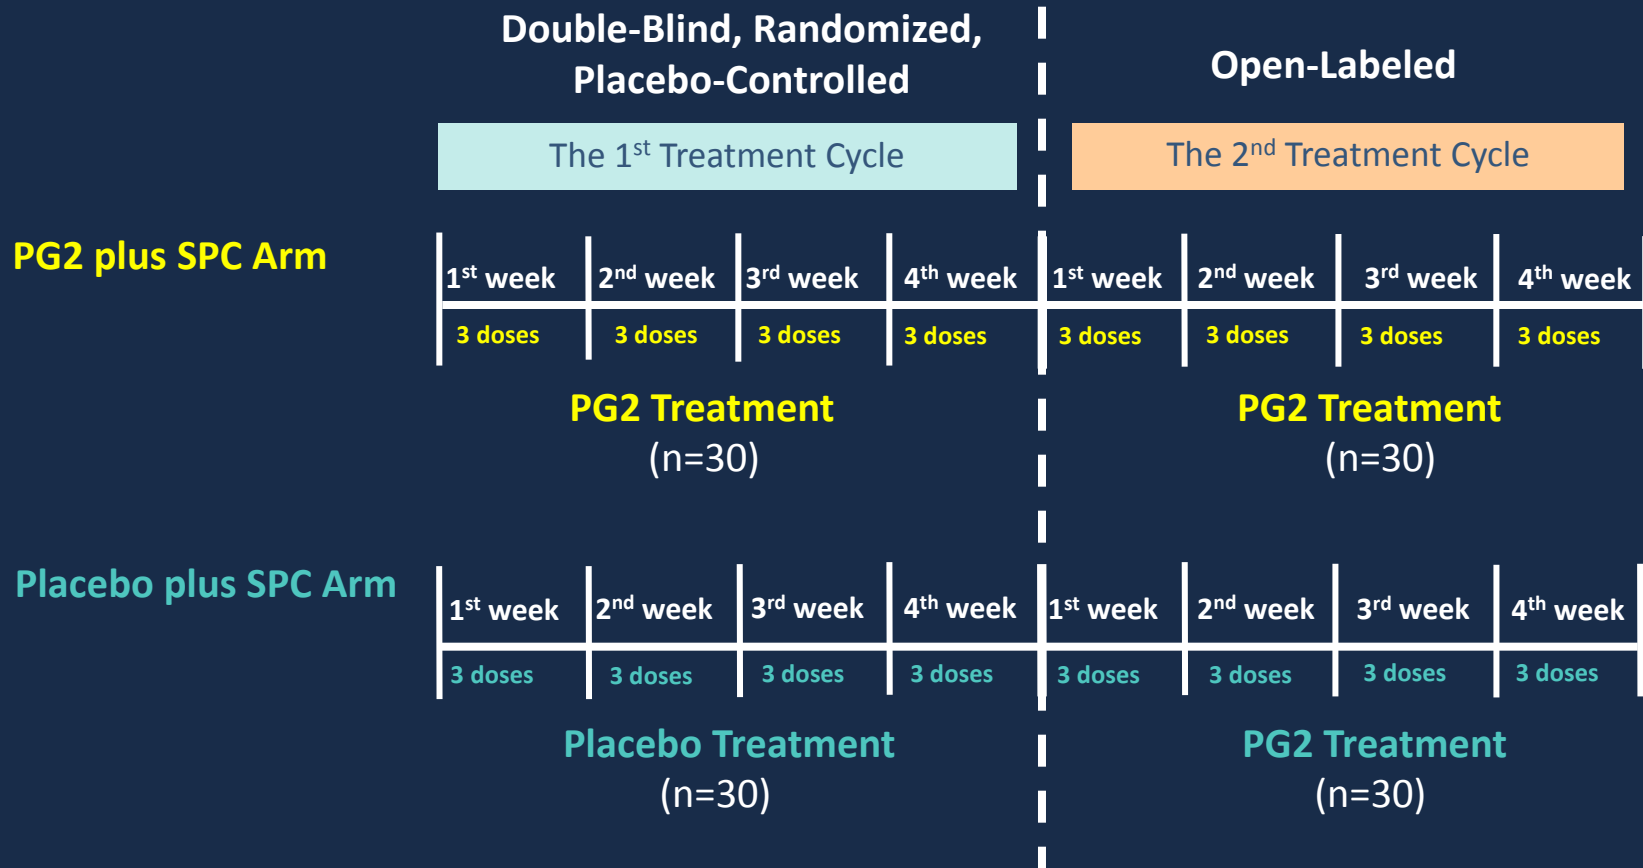 Double-Blind, Randomized,
Placebo-Controlled
Open-Labeled
The 1st Treatment Cycle
The 2nd Treatment Cycle
PG2 plus SPC Arm
1st week 2nd week 3rd week 4th week 1st week 2nd week 3rd week 4th week
3 doses 3 doses 3 doses 3 doses 3 doses 3 doses 3 doses 3 doses
PG2 Treatment
(n=30)
PG2 Treatment
(n=30)
Placebo plus SPC Arm
1st week 2nd week 3rd week 4th week 1st week 2nd week 3rd week 4th week
3 doses 3 doses 3 doses 3 doses 3 doses 3 doses 3 doses 3 doses
Placebo Treatment
(n=30)
PG2 Treatment
(n=30)